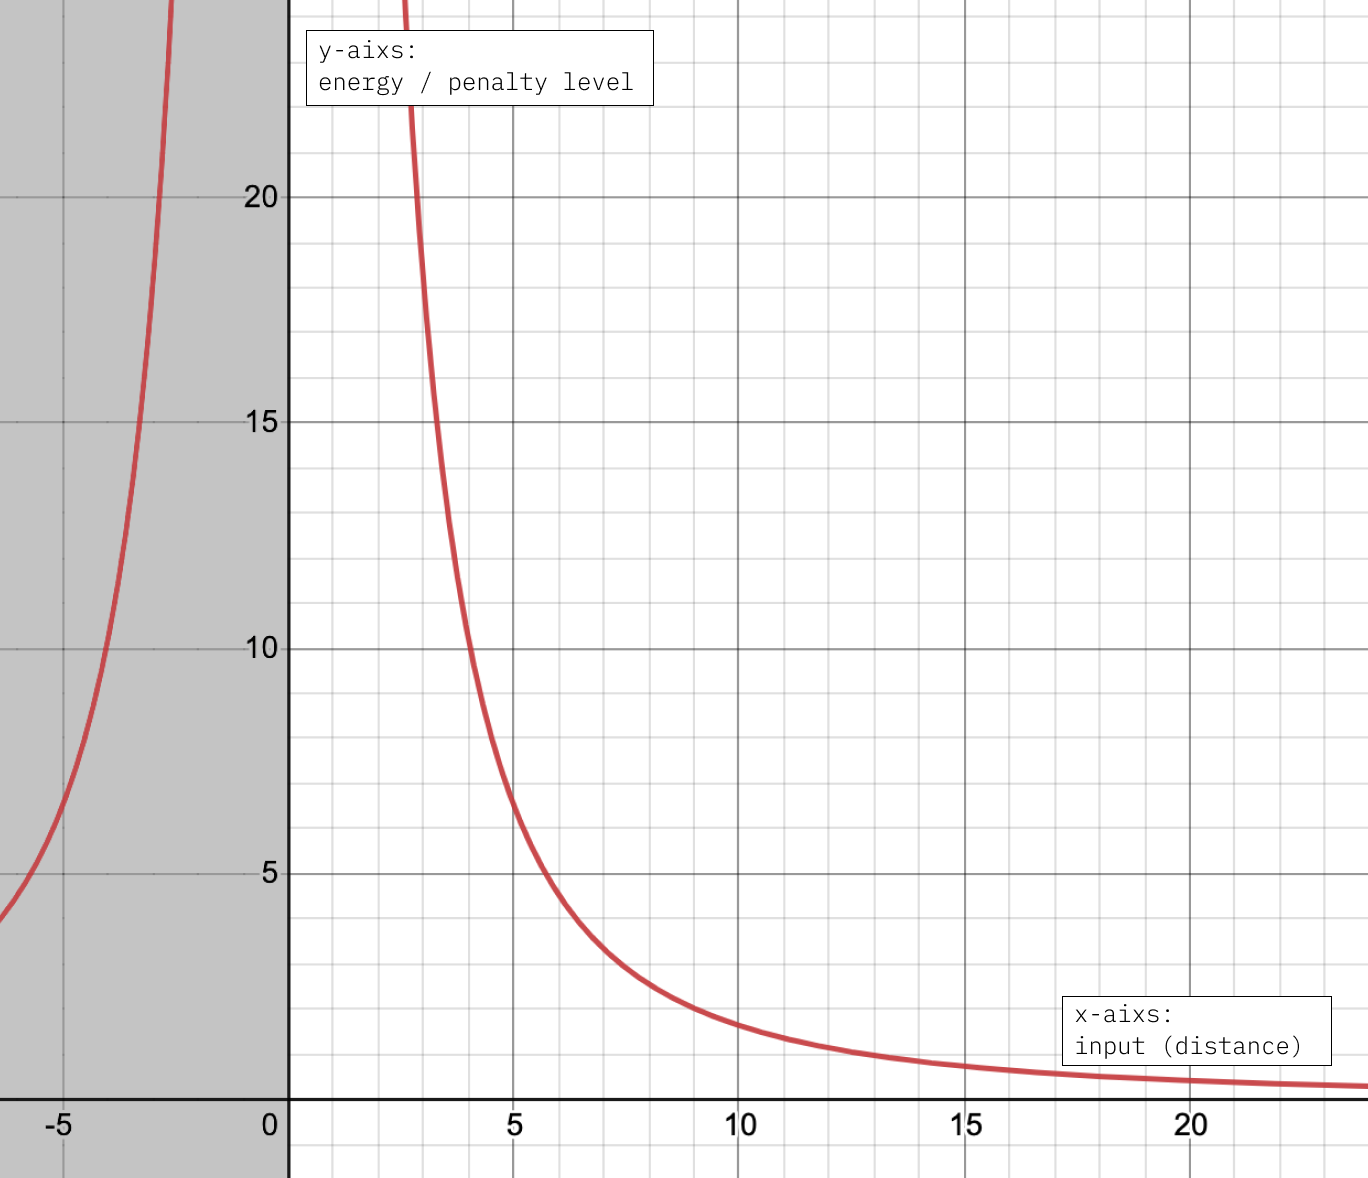 y-aixs:
energy / penalty level
20
15
10
5
x-aixs:
input (distance)
-5 0 5 10 15 20